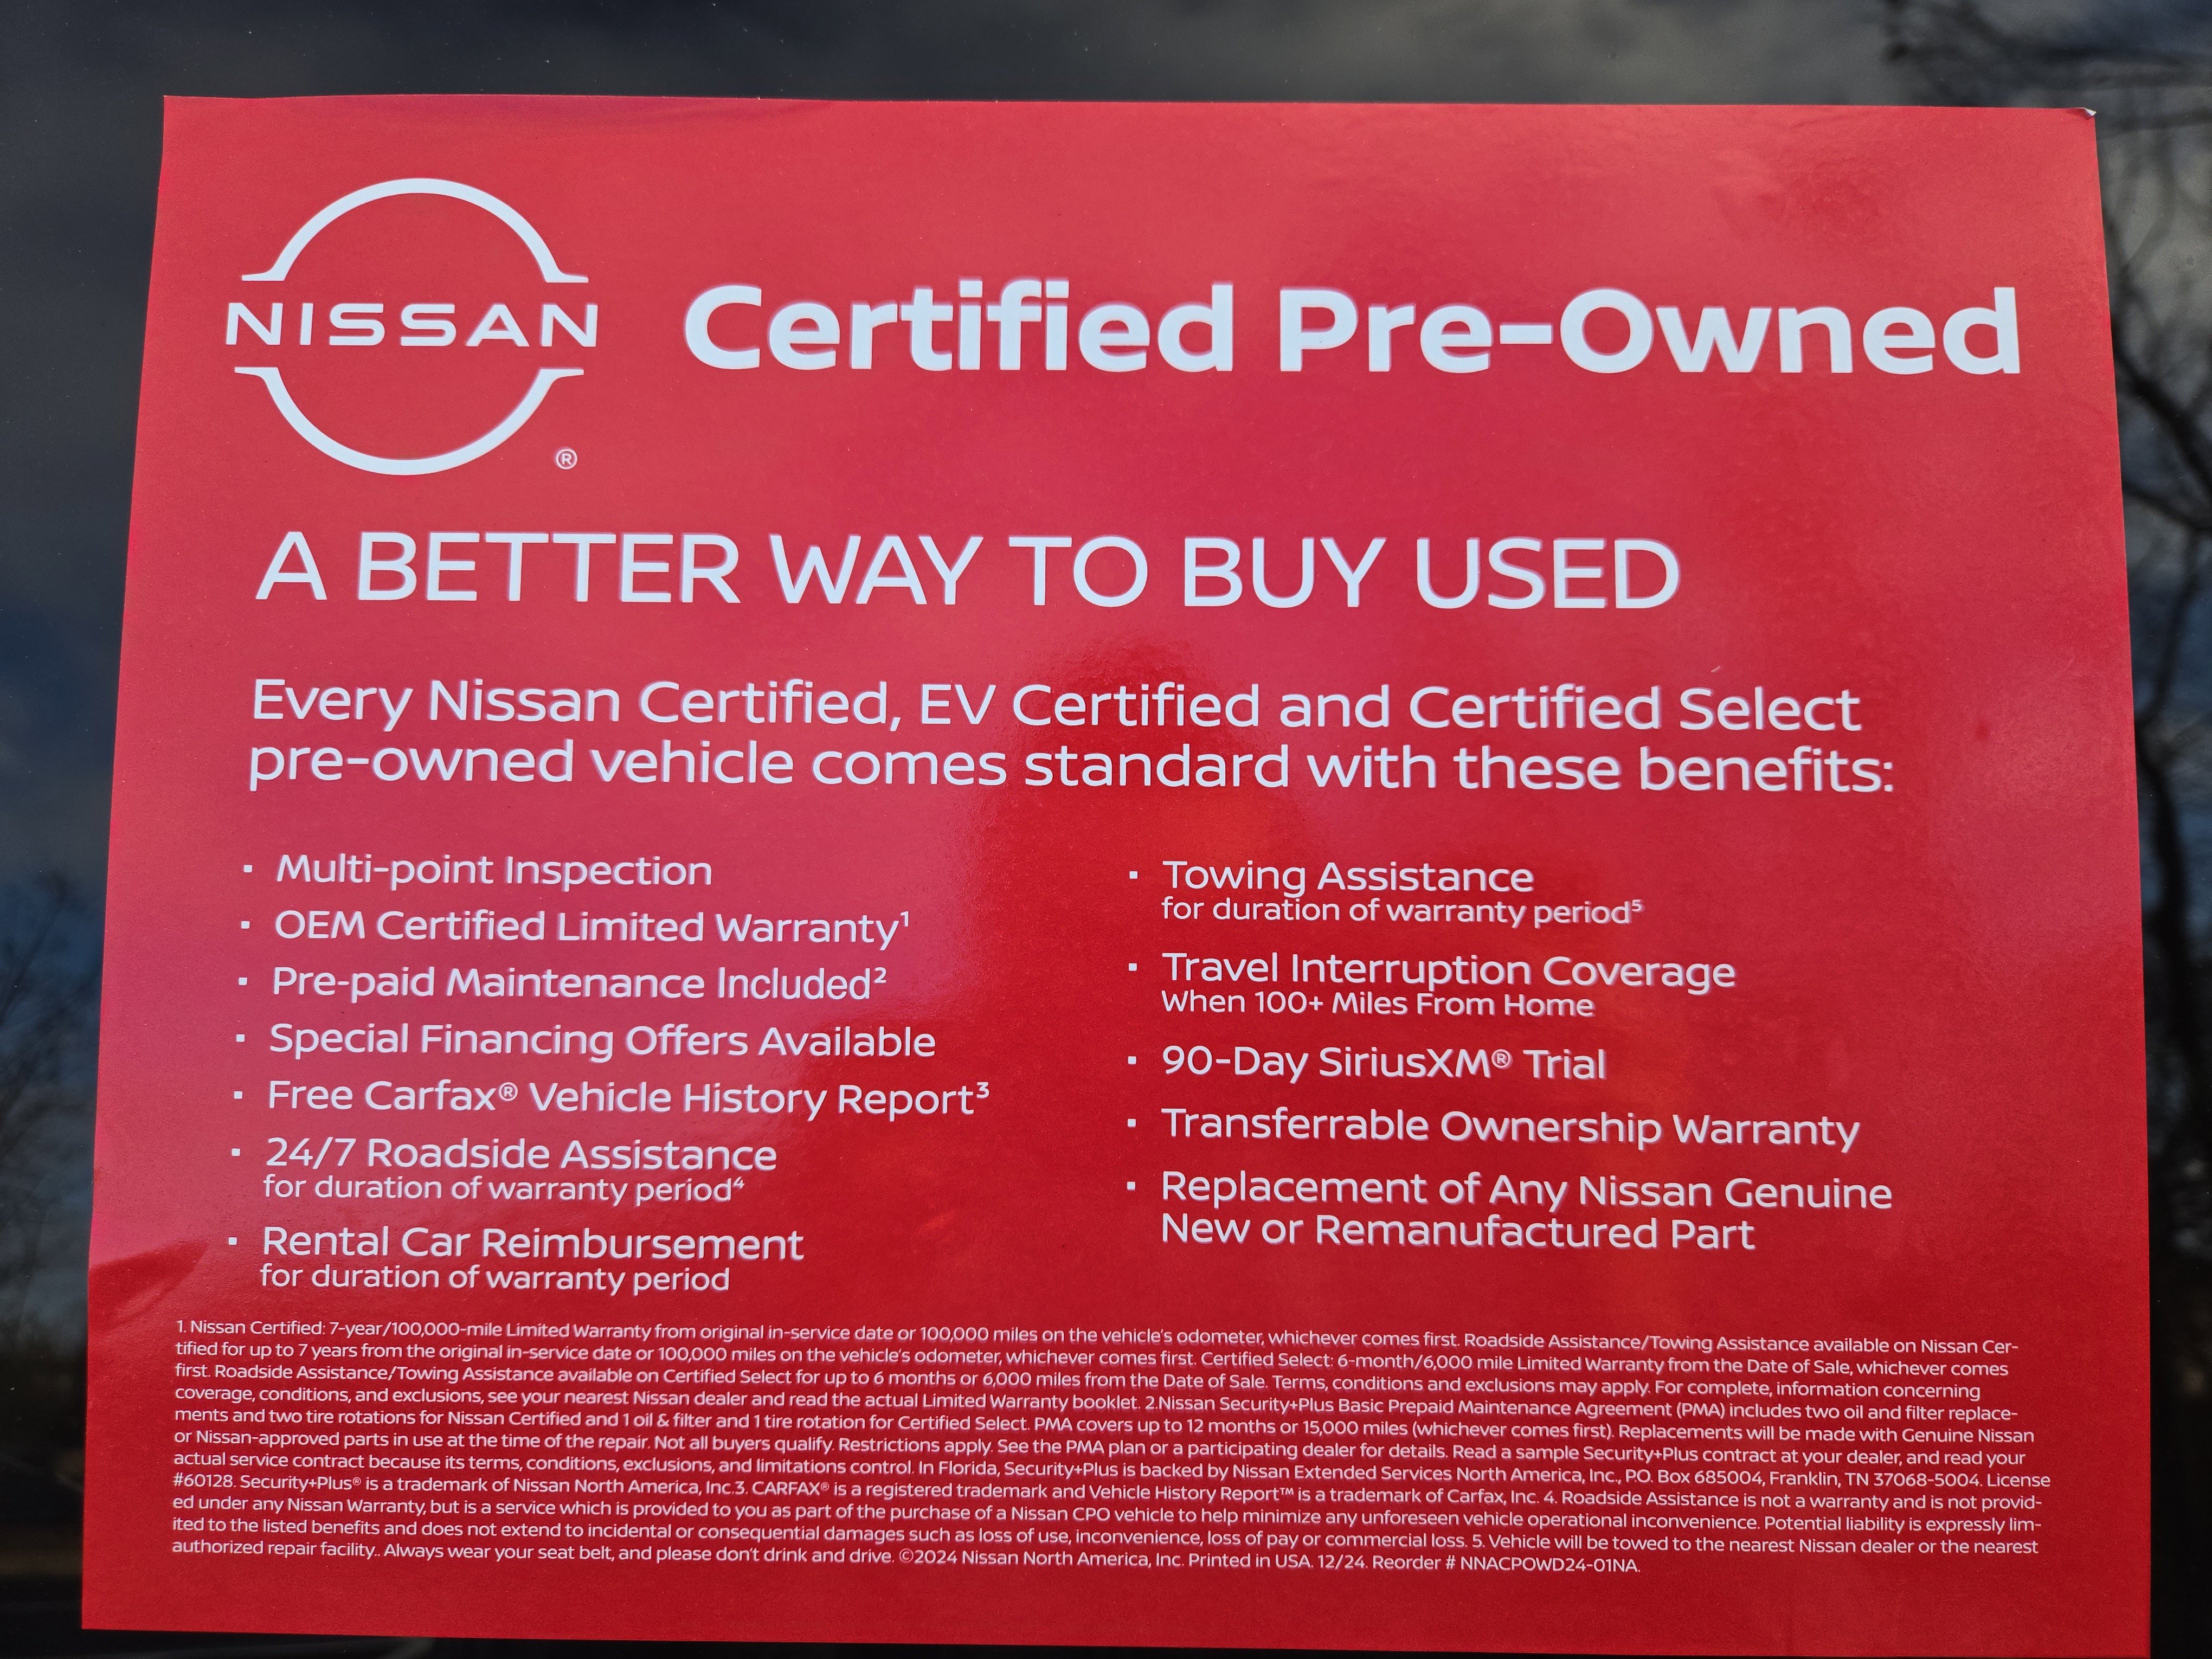 NISSAN
®
Certified Pre-Owned
A BETTER WAY TO BUY USED
Every Nissan Certified, EV Certified and Certified Select
pre-owned vehicle comes standard with these benefits:
▪ Multi-point Inspection
▪ OEM Certified Limited Warranty¹
▪ Pre-paid Maintenance Included²
▪ Special Financing Offers Available
▪ Free Carfax® Vehicle History Report³
▪ 24/7 Roadside Assistance
for duration of warranty period⁴
▪ Rental Car Reimbursement
for duration of warranty period
▪ Towing Assistance
for duration of warranty period⁵
▪ Travel Interruption Coverage
When 100+ Miles From Home
▪ 90-Day SiriusXM® Trial
▪ Transferrable Ownership Warranty
▪ Replacement of Any Nissan Genuine
New or Remanufactured Part
1. Nissan Certified: 7-year/100,000-mile Limited Warranty from original in-service date or 100,000 miles on the vehicle's odometer, whichever comes first. Roadside Assistance/Towing Assistance available on Nissan Cer-
tified for up to 7 years from the original in-service date or 100,000 miles on the vehicle's odometer, whichever comes first. Certified Select: 6-month/6,000 mile Limited Warranty from the Date of Sale, whichever comes
first. Roadside Assistance/Towing Assistance available on Certified Select for up to 6 months or 6,000 miles from the Date of Sale. Terms, conditions and exclusions may apply. For complete, information concerning
coverage, conditions, and exclusions, see your nearest Nissan dealer and read the actual Limited Warranty booklet. 2.Nissan Security+Plus Basic Prepaid Maintenance Agreement (PMA) includes two oil and filter replace-
ments and two tire rotations for Nissan Certified and 1 oil & filter and 1 tire rotation for Certified Select. PMA covers up to 12 months or 15,000 miles (whichever comes first). Replacements will be made with Genuine Nissan
or Nissan-approved parts in use at the time of the repair. Not all buyers qualify. Restrictions apply. See the PMA plan or a participating dealer for details. Read a sample Security+Plus contract at your dealer, and read your
actual service contract because its terms, conditions, exclusions, and limitations control. In Florida, Security+Plus is backed by Nissan Extended Services North America, Inc., P.O. Box 685004, Franklin, TN 37068-5004. License
#60128. Security+Plus® is a trademark of Nissan North America, Inc.3. CARFAX® is a registered trademark and Vehicle History Report™ is a trademark of Carfax, Inc. 4. Roadside Assistance is not a warranty and is not provid-
ed under any Nissan Warranty, but is a service which is provided to you as part of the purchase of a Nissan CPO vehicle to help minimize any unforeseen vehicle operational inconvenience. Potential liability is expressly lim-
ited to the listed benefits and does not extend to incidental or consequential damages such as loss of use, inconvenience, loss of pay or commercial loss. 5. Vehicle will be towed to the nearest Nissan dealer or the nearest
authorized repair facility.. Always wear your seat belt, and please don't drink and drive. ©2024 Nissan North America, Inc. Printed in USA. 12/24. Reorder # NNACPOWD24-01NA.